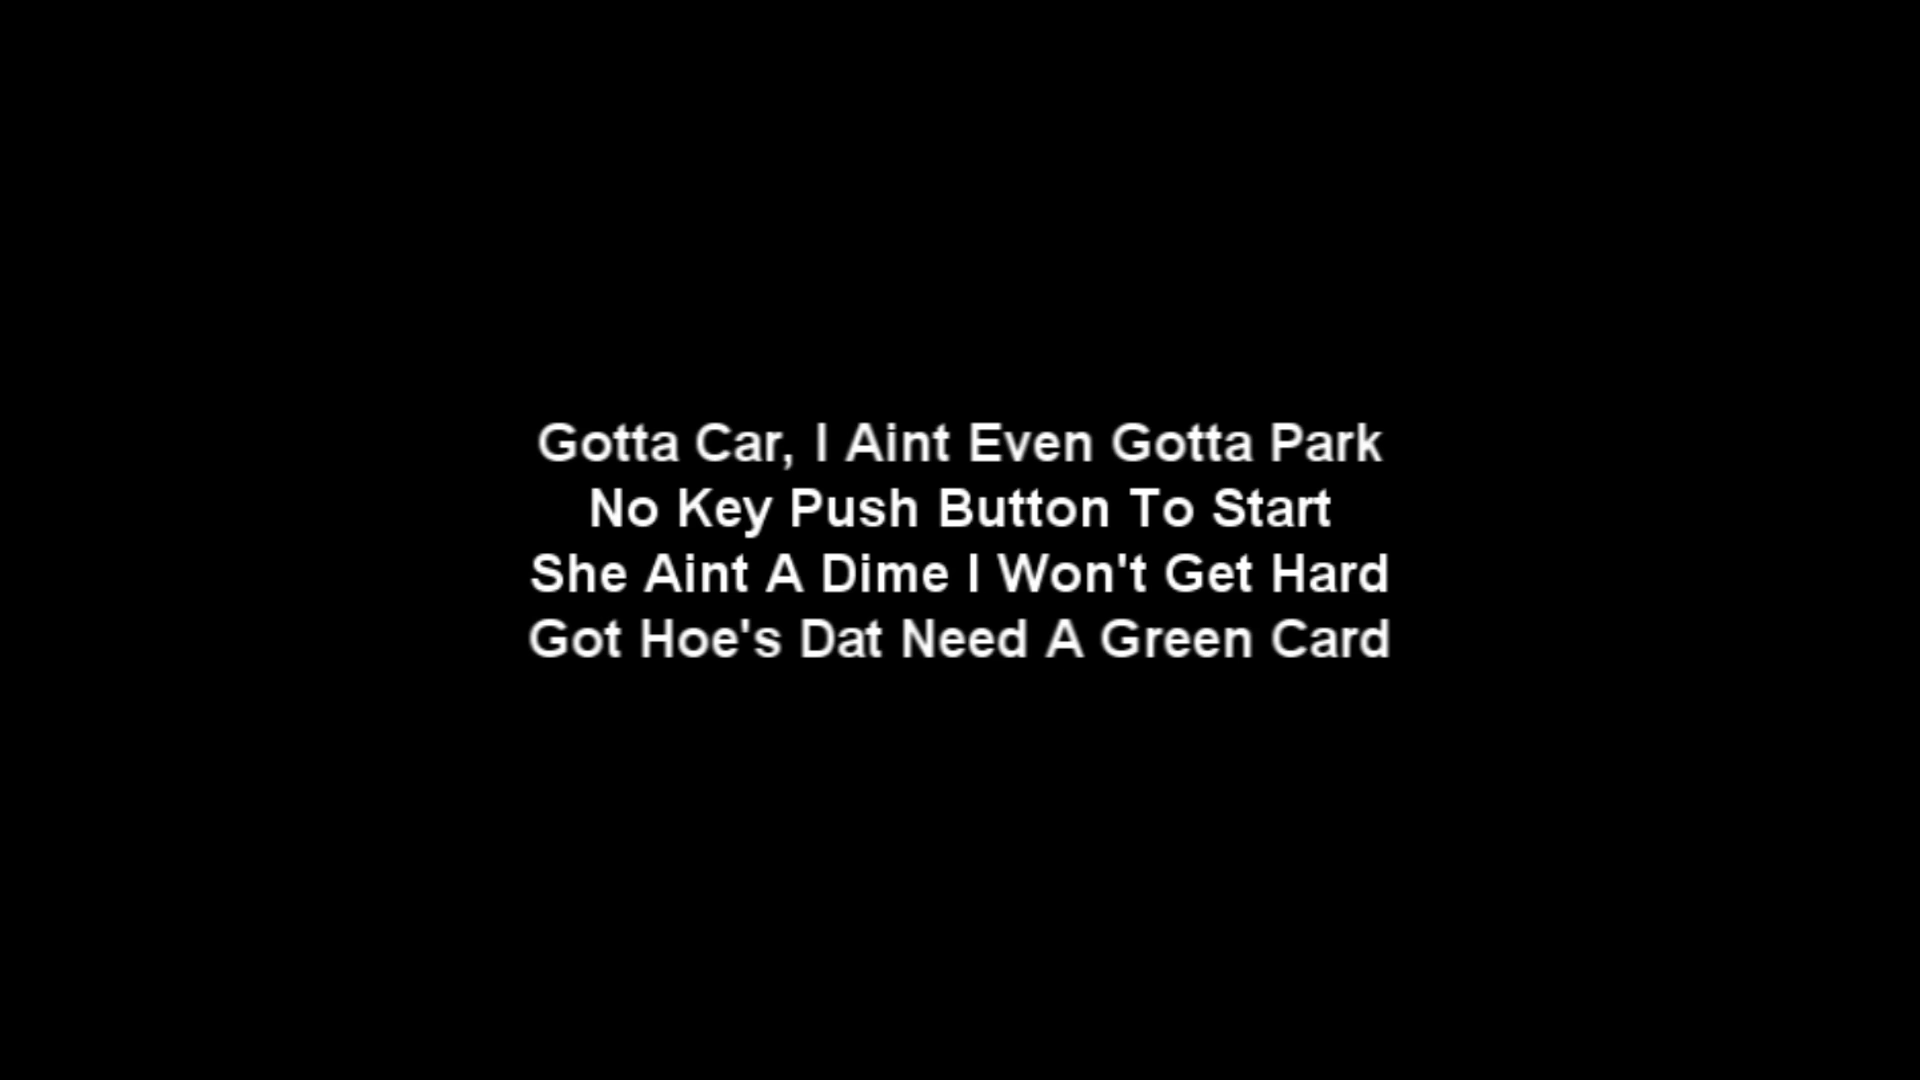 Gotta Car, I Aint Even Gotta Park
No Key Push Button To Start
She Aint A Dime I Won't Get Hard
Got Hoe's Dat Need A Green Card